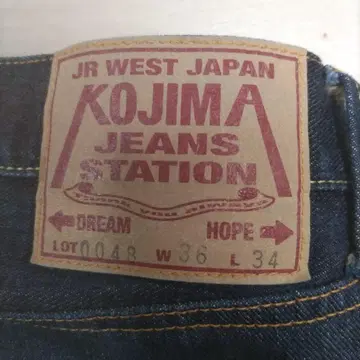 JR WEST JAPAN
KOJIMA
JEANS
STATION
DREAM HOPE
LOT 0048 W 36 L 34